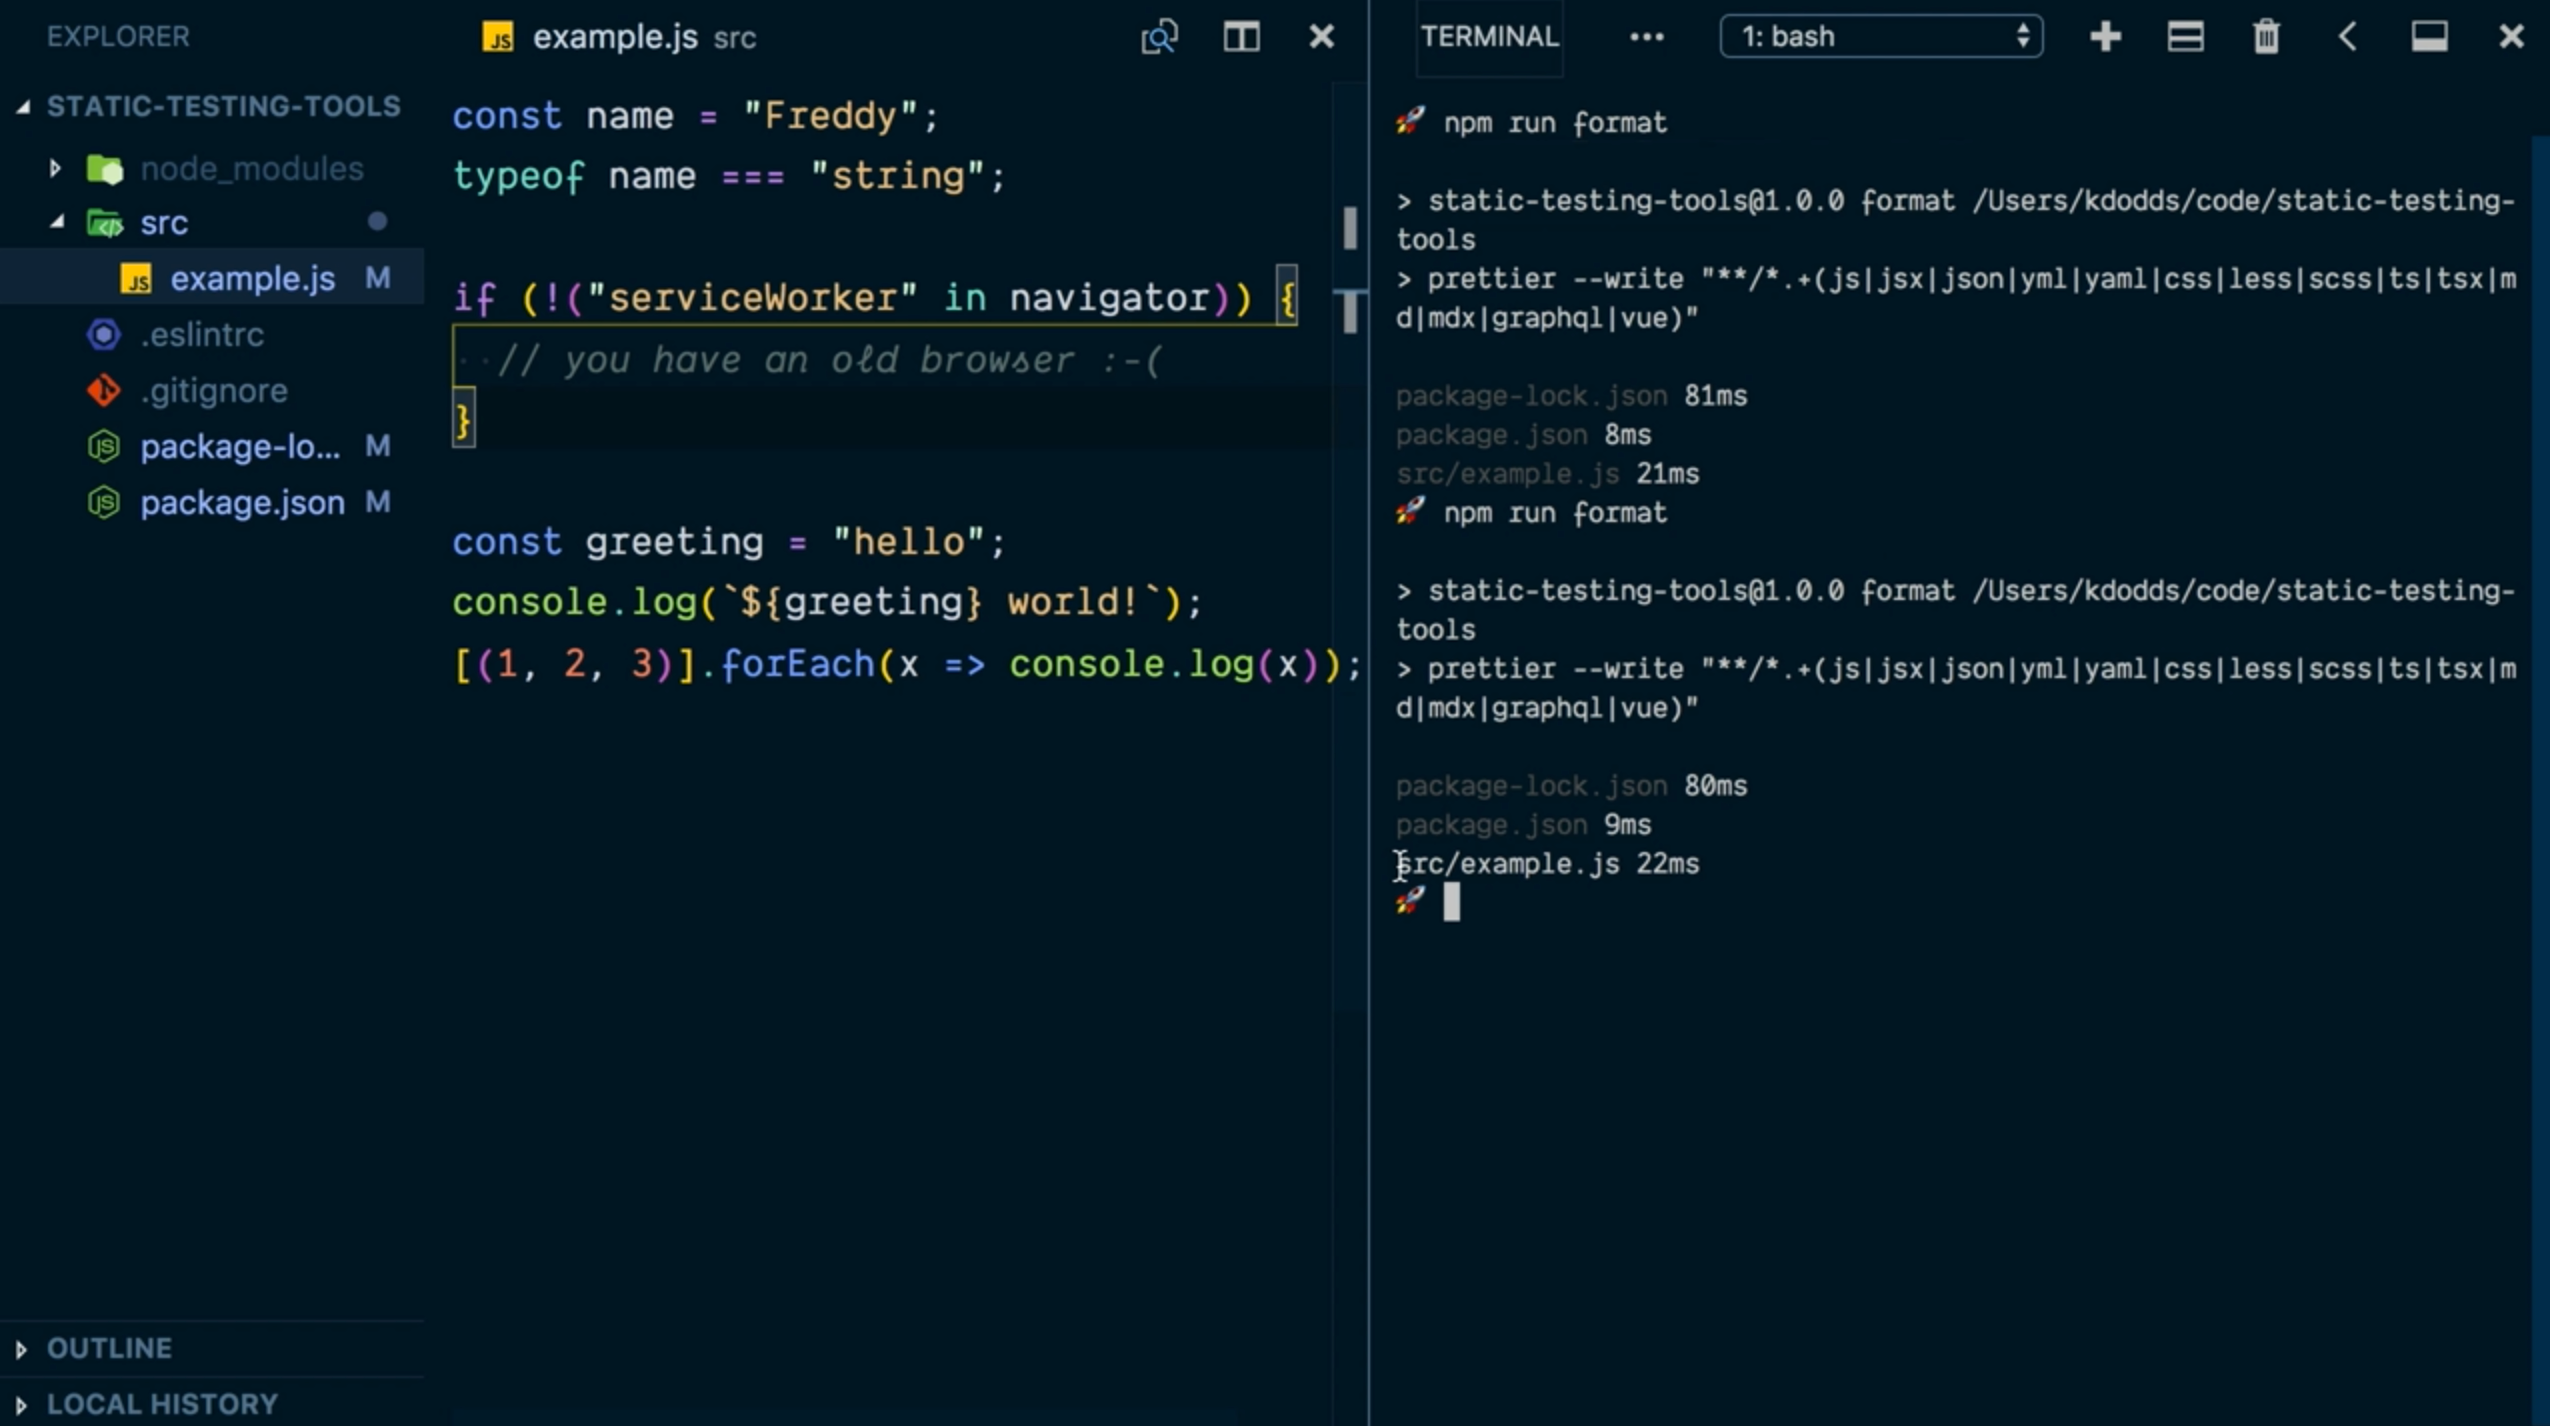 EXPLORER
STATIC-TESTING-TOOLS
node_modules
src
example.js M
.eslintrc
.gitignore
package-lo... M
package.json M
OUTLINE
LOCAL HISTORY
JS example.js src
const name = "Freddy";
typeof name === "string";
if (!("serviceWorker" in navigator)) {
// you have an old browser :-(
}
const greeting = "hello";
console.log(`${greeting} world!`);
[(1, 2, 3)].forEach(x => console.log(x));
TERMINAL ... 1: bash
🚀 npm run format
> static-testing-tools@1.0.0 format /Users/kdodds/code/static-testing-
tools
> prettier --write "**/*.+(js|jsx|json|yml|yaml|css|less|scss|ts|tsx|m
d|mdx|graphql|vue)"
package-lock.json 81ms
package.json 8ms
src/example.js 21ms
🚀 npm run format
> static-testing-tools@1.0.0 format /Users/kdodds/code/static-testing-
tools
> prettier --write "**/*.+(js|jsx|json|yml|yaml|css|less|scss|ts|tsx|m
d|mdx|graphql|vue)"
package-lock.json 80ms
package.json 9ms
src/example.js 22ms
🚀